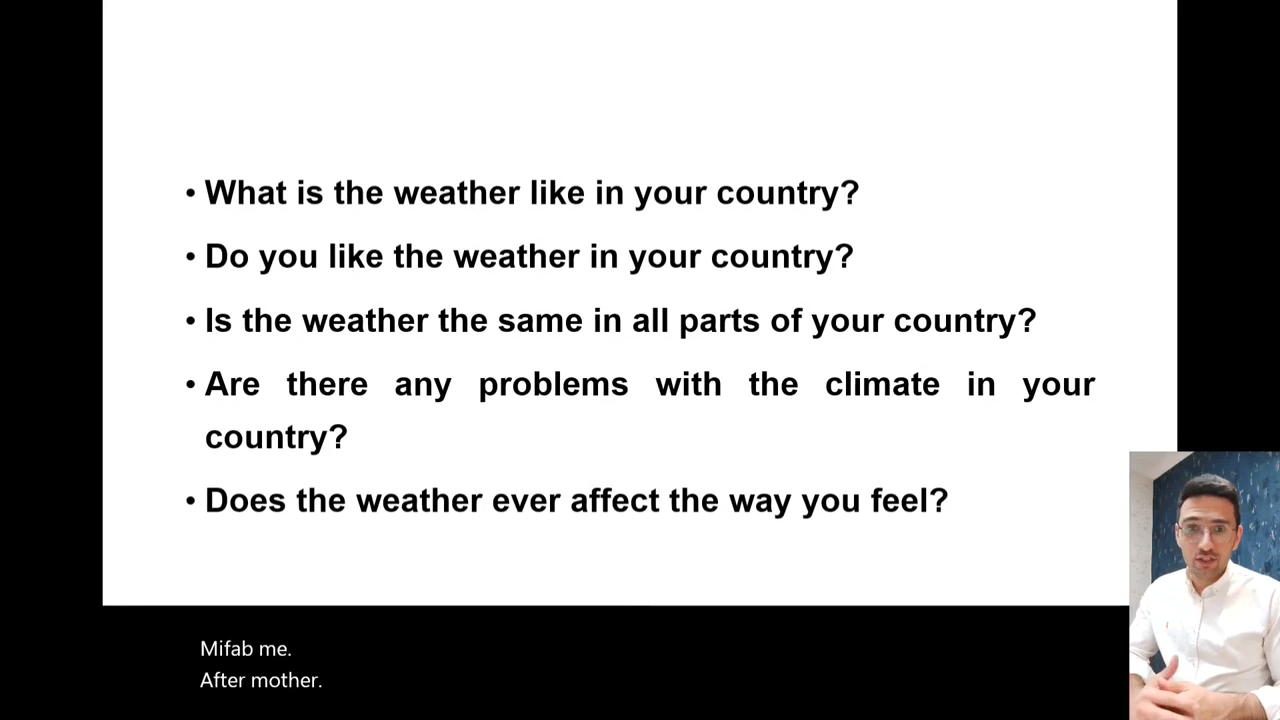 • What is the weather like in your country?
• Do you like the weather in your country?
• Is the weather the same in all parts of your country?
• Are there any problems with the climate in your
country?
• Does the weather ever affect the way you feel?
Mifab me.
After mother.